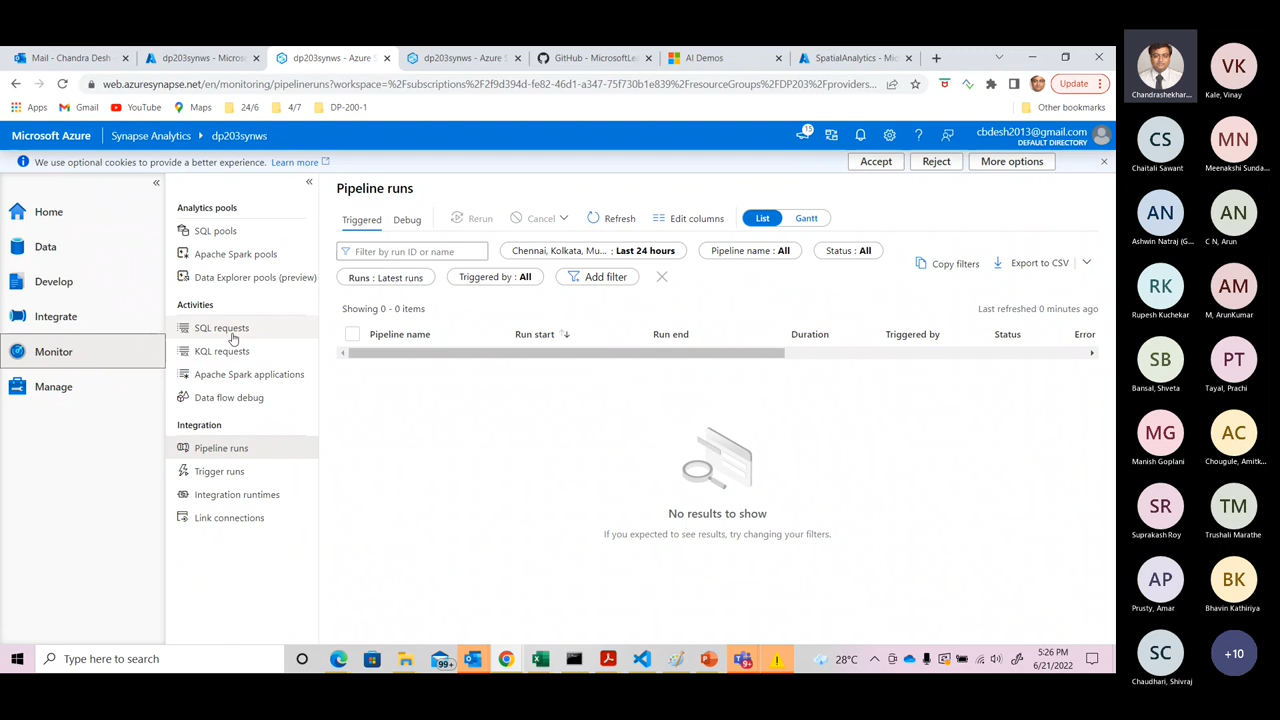 Mail - Chandra Desh
dp203synws - Micros
dp203synws - Azure S
dp203synws - Azure S
GitHub - MicrosoftLe
AI Demos
SpatialAnalytics - Mi
web.azuresynapse.net/en/monitoring/pipelineruns?workspace=%2Fsubscriptions%2F2f9d394d-fe82-46d1-a347-75f730b1e839%2FresourceGroups%2FDP203%2Fproviders...
Update
Apps
Gmail
YouTube
Maps
24/6
4/7
DP-200-1
Other bookmarks
Microsoft Azure
Synapse Analytics
dp203synws
15
cbdesh2013@gmail.com
DEFAULT DIRECTORY
We use optional cookies to provide a better experience. Learn more
Accept
Reject
More options
Home
Data
Develop
Integrate
Monitor
Manage
Analytics pools
SQL pools
Apache Spark pools
Data Explorer pools (preview)
Activities
SQL requests
KQL requests
Apache Spark applications
Data flow debug
Integration
Pipeline runs
Trigger runs
Integration runtimes
Link connections
Pipeline runs
Triggered
Debug
Rerun
Cancel
Refresh
Edit columns
List
Gantt
Filter by run ID or name
Chennai, Kolkata, Mu... : Last 24 hours
Pipeline name : All
Status : All
Runs : Latest runs
Triggered by : All
Add filter
Copy filters
Export to CSV
Showing 0 - 0 items
Last refreshed 0 minutes ago
Pipeline name
Run start
Run end
Duration
Triggered by
Status
Error
No results to show
If you expected to see results, try changing your filters.
Type here to search
99+
9+
28°C
5:26 PM
6/21/2022
Chandrashekhar...
VK
Kale, Vinay
CS
Chaitali Sawant
MN
Meenakshi Sunda...
AN
Ashwin Natraj (G...
AN
C N, Arun
RK
Rupesh Kuchekar
AM
M, ArunKumar
SB
Bansal, Shveta
PT
Tayal, Prachi
MG
Manish Goplani
AC
Chougule, Amitk...
SR
Suprakash Roy
TM
Trushali Marathe
AP
Prusty, Amar
BK
Bhavin Kathiriya
SC
Chaudhari, Shivraj
+10